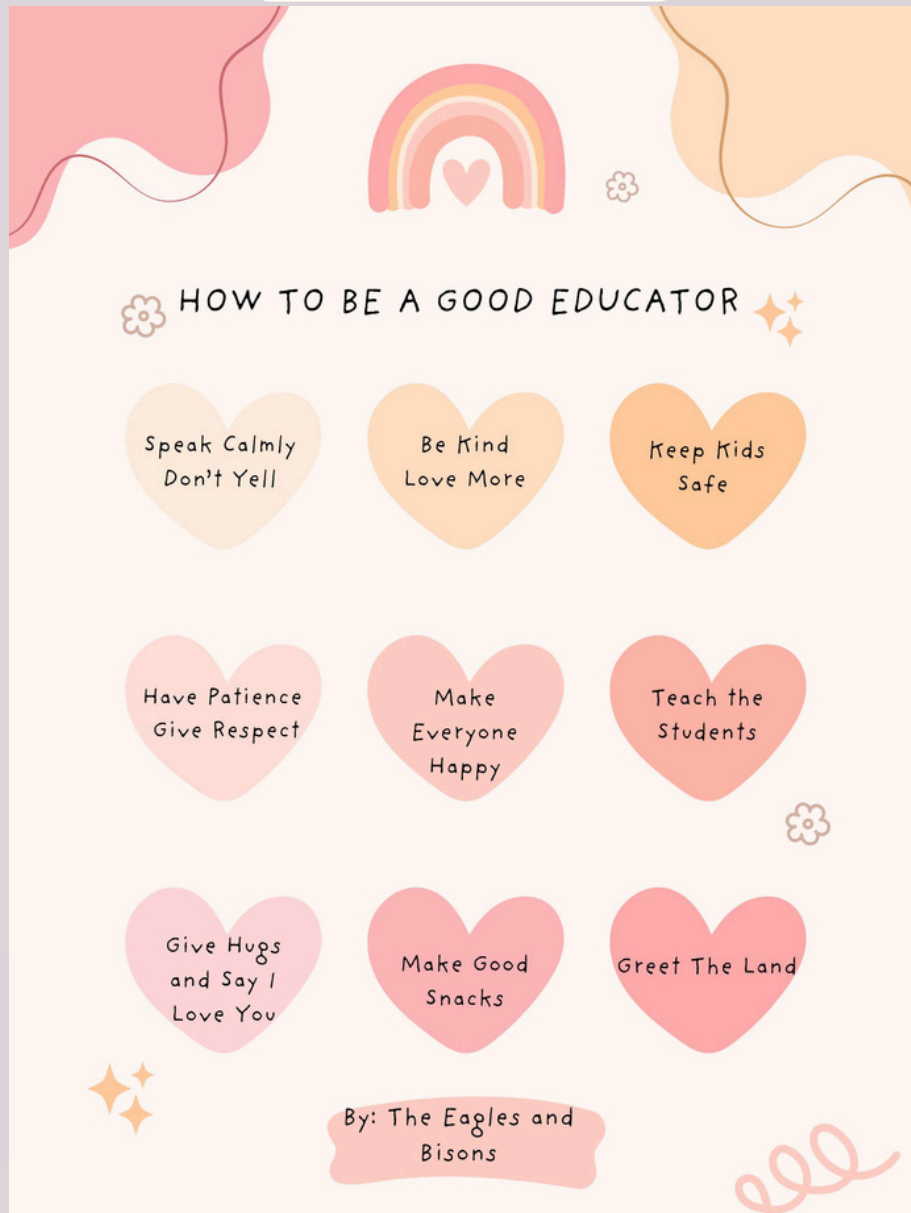 HOW TO BE A GOOD EDUCATOR
Speak Calmly
Don't Yell
Be Kind
Love More
Keep Kids
Safe
Have Patience
Give Respect
Make
Everyone
Happy
Teach the
Students
Give Hugs
and Say I
Love You
Make Good
Snacks
Greet The Land
By: The Eagles and
Bisons